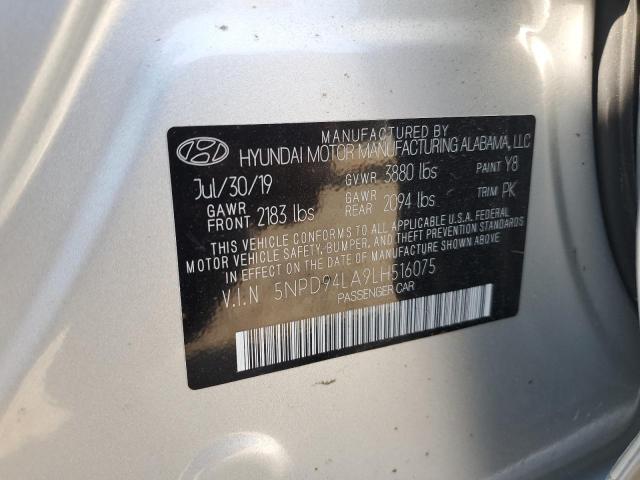 MANUFACTURED BY
HYUNDAI MOTOR MANUFACTURING ALABAMA, LLC
Jul/30/19 GVWR 3880 lbs PAINT Y8
GAWR FRONT 2183 lbs GAWR REAR 2094 lbs TRIM PK
THIS VEHICLE CONFORMS TO ALL APPLICABLE U.S.A. FEDERAL
MOTOR VEHICLE SAFETY, BUMPER, AND THEFT PREVENTION STANDARDS
IN EFFECT ON THE DATE OF MANUFACTURE SHOWN ABOVE.
V.I.N 5NPD94LA9LH516075
PASSENGER CAR